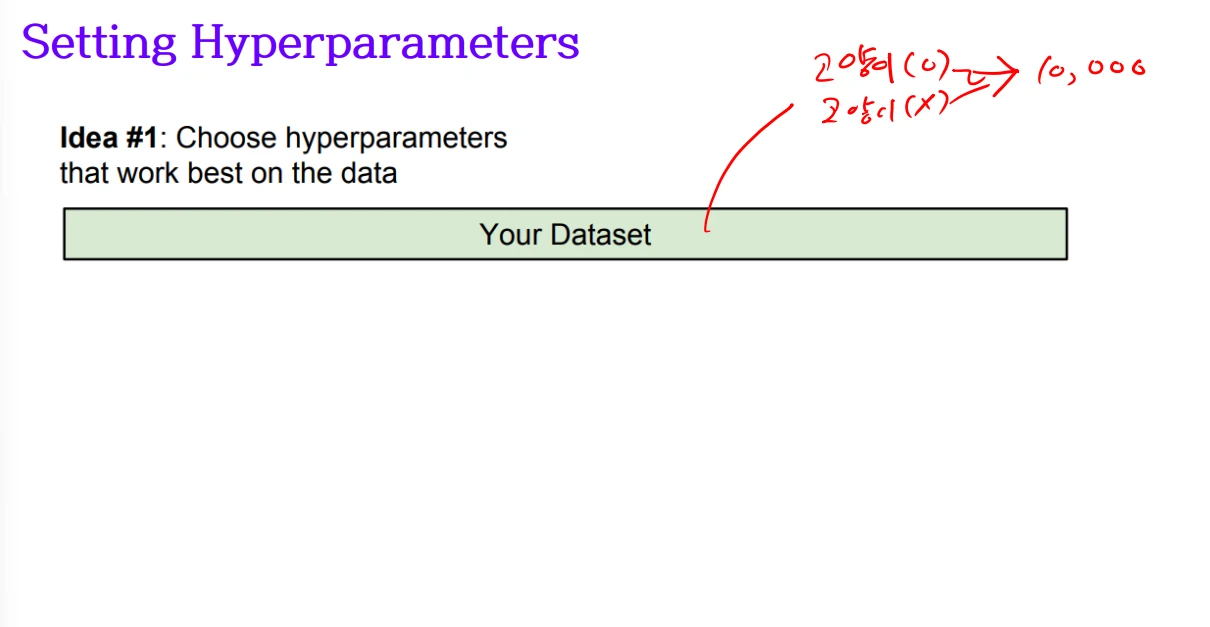 Setting Hyperparameters
고양이(O)
고양이(X)
10,000
Idea #1: Choose hyperparameters
that work best on the data
Your Dataset